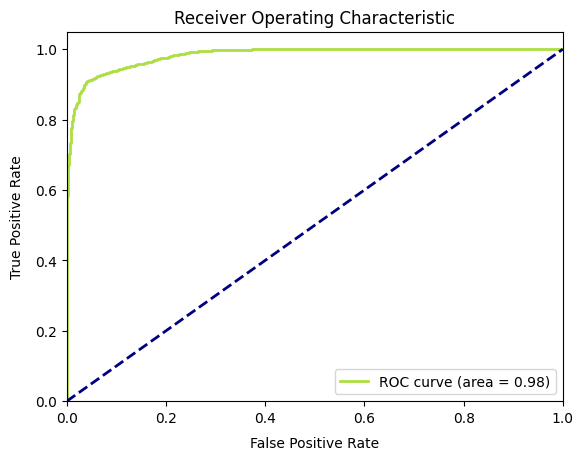 Receiver Operating Characteristic
True Positive Rate
1.0
0.8
0.6
0.4
0.2
0.0
0.0 0.2 0.4 0.6 0.8 1.0
False Positive Rate
ROC curve (area = 0.98)